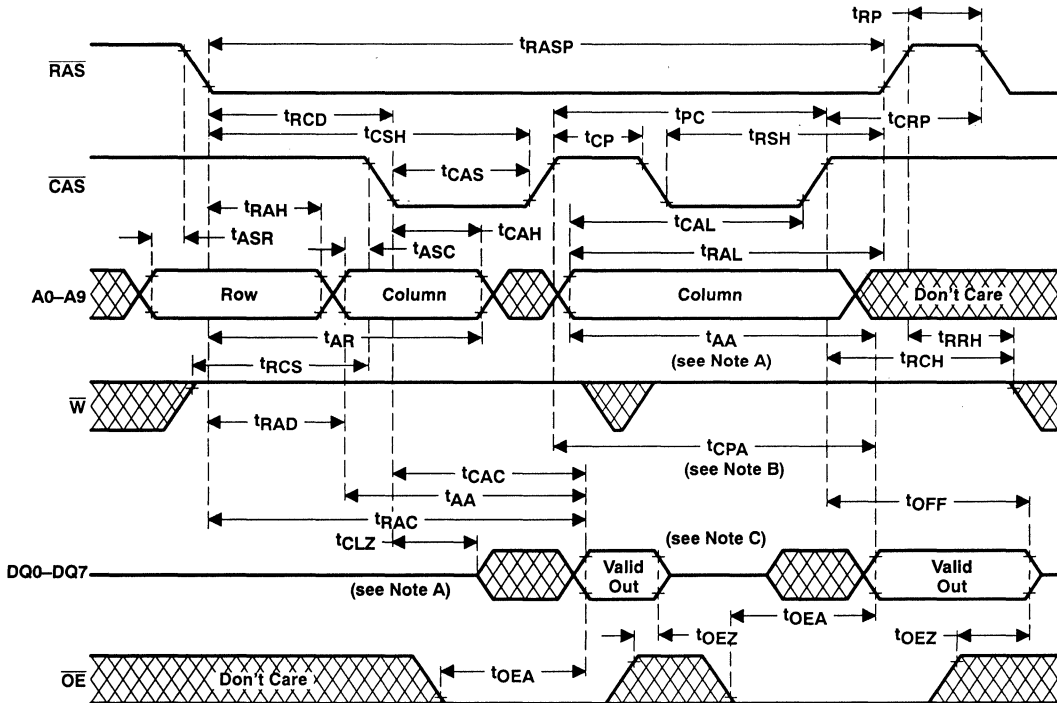 tRP
tRASP
RAS
tRCD
tPC
tCRP
tCSH
tCP
tRSH
CAS
tCAS
tRAH
tCAH
tCAL
tASR
tASC
tRAL
A0–A9
Row
Column
Column
Don't Care
tAR
tAA
tRRH
(see Note A)
tRCS
tRCH
W
tRAD
tCPA
(see Note B)
tCAC
tAA
tOFF
tRAC
tCLZ
(see Note C)
DQ0–DQ7
(see Note A)
Valid
Out
Valid
Out
tOEA
tOEZ
tOEZ
OE
Don't Care
tOEA